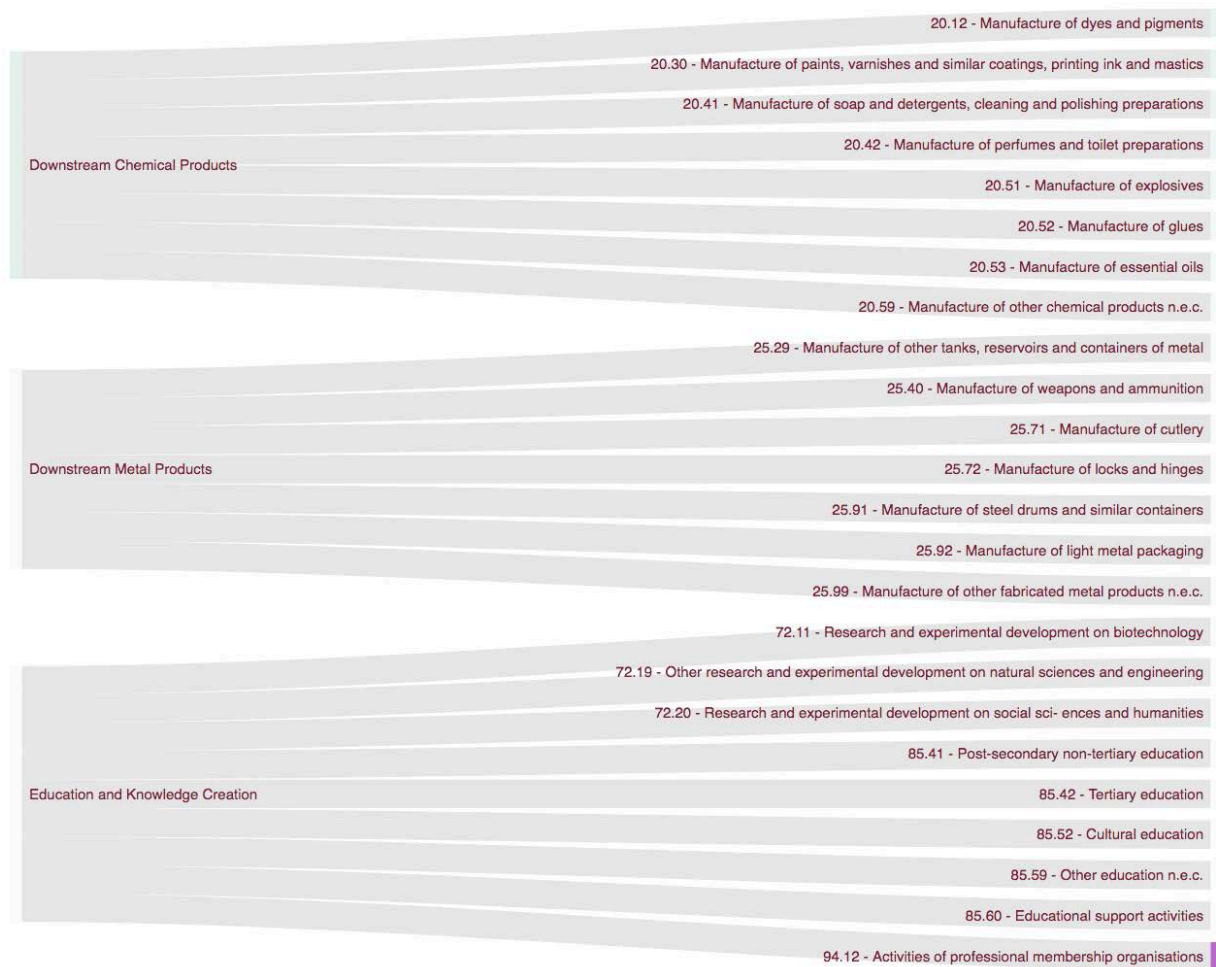 20.12 - Manufacture of dyes and pigments
20.30 - Manufacture of paints, varnishes and similar coatings, printing ink and mastics
20.41 - Manufacture of soap and detergents, cleaning and polishing preparations
20.42 - Manufacture of perfumes and toilet preparations
Downstream Chemical Products
20.51 - Manufacture of explosives
20.52 - Manufacture of glues
20.53 - Manufacture of essential oils
20.59 - Manufacture of other chemical products n.e.c.
25.29 - Manufacture of other tanks, reservoirs and containers of metal
25.40 - Manufacture of weapons and ammunition
25.71 - Manufacture of cutlery
Downstream Metal Products
25.72 - Manufacture of locks and hinges
25.91 - Manufacture of steel drums and similar containers
25.92 - Manufacture of light metal packaging
25.99 - Manufacture of other fabricated metal products n.e.c.
72.11 - Research and experimental development on biotechnology
72.19 - Other research and experimental development on natural sciences and engineering
72.20 - Research and experimental development on social sci- ences and humanities
85.41 - Post-secondary non-tertiary education
Education and Knowledge Creation
85.42 - Tertiary education
85.52 - Cultural education
85.59 - Other education n.e.c.
85.60 - Educational support activities
94.12 - Activities of professional membership organisations